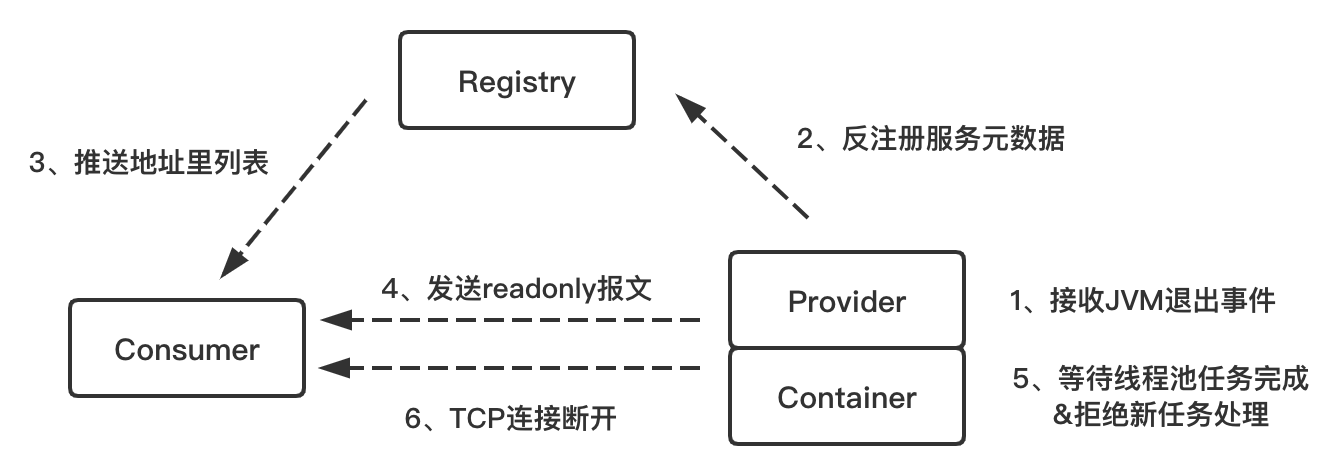 Registry
2、反注册服务元数据
3、推送地址里列表
4、发送readonly报文
Provider
1、接收JVM退出事件
Consumer
Container
5、等待线程池任务完成
&拒绝新任务处理
6、TCP连接断开